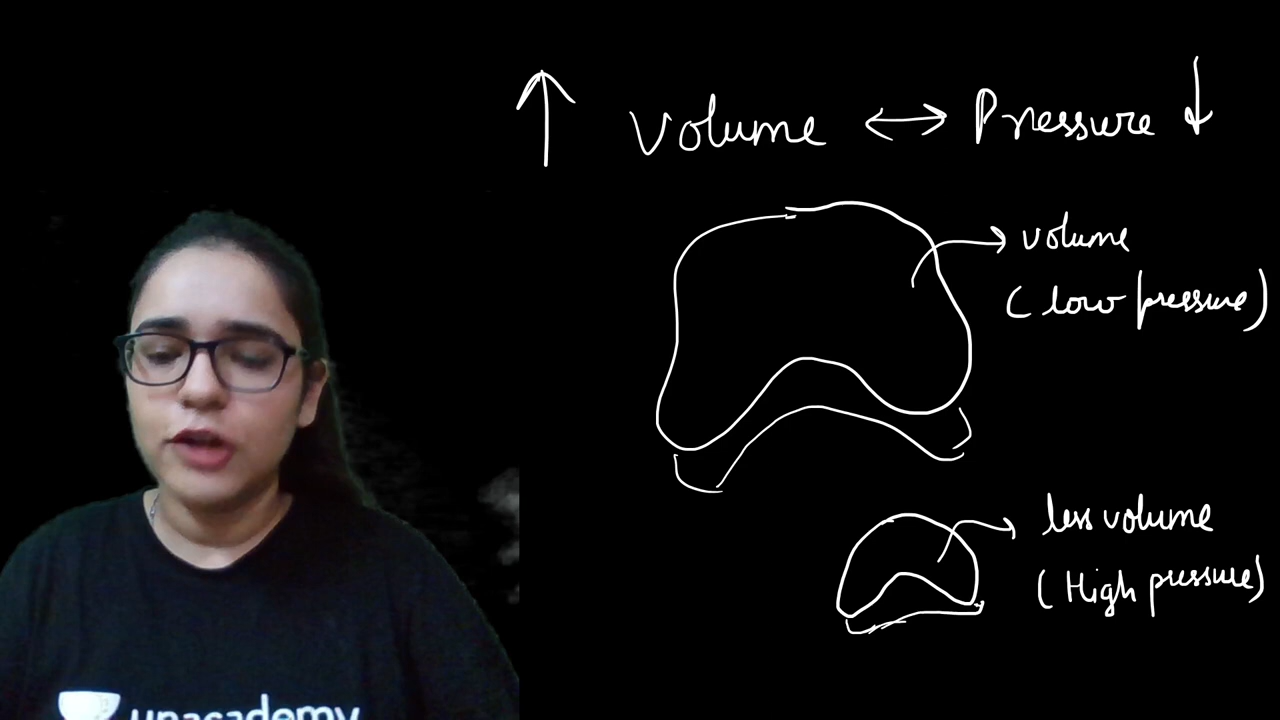 ↑ Volume ↔ Pressure ↓
volume
(low pressure)
less volume
(High pressure)
unacademy